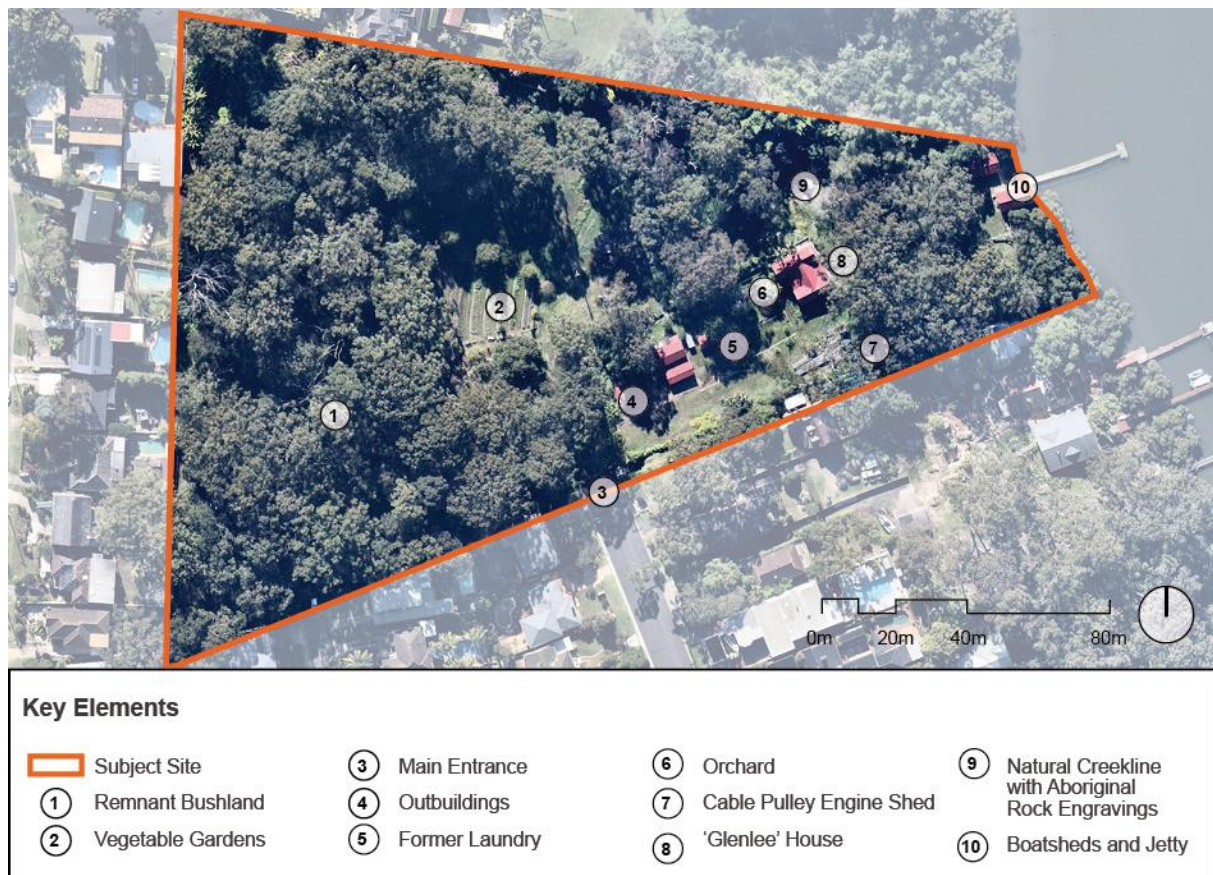 9
10
8
6
2
5
7
4
1
3
0m 20m 40m 80m
Key Elements
Subject Site
1 Remnant Bushland
2 Vegetable Gardens
3 Main Entrance
4 Outbuildings
5 Former Laundry
6 Orchard
7 Cable Pulley Engine Shed
8 ‘Glenlee’ House
9 Natural Creekline
with Aboriginal
Rock Engravings
10 Boatsheds and Jetty